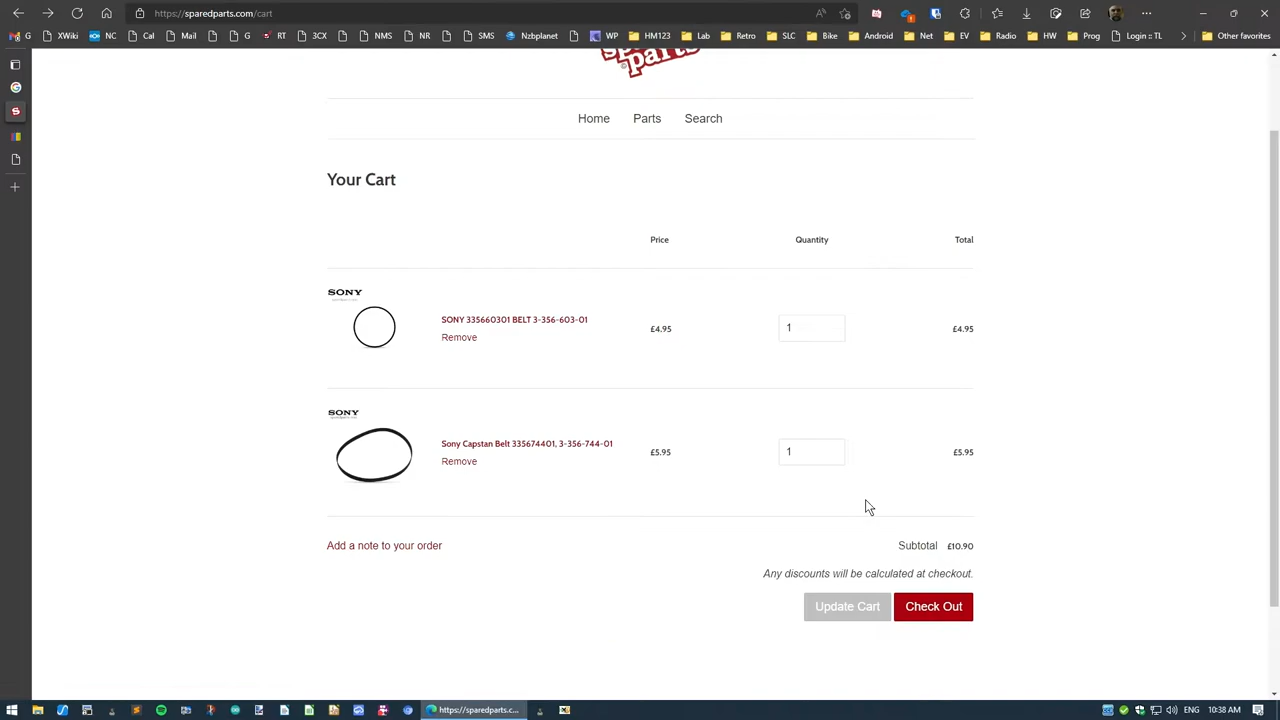 https://sparedparts.com/cart
XWiki
NC
Cal
Mail
G
RT
3CX
NR
SMS
Nzbplanet
HM123
Lab
Retro
SLC
Bike
Android
EV
Radio
HW
Prog
Login :: TL
Other favorites
parts
Home
Parts
Search
Your Cart
Price
Quantity
Total
SONY
SONY 335660301 BELT 3-356-603-01
Remove
£4.95
1
£4.95
SONY
Sony Capstan Belt 335674401, 3-356-744-01
Remove
£5.95
1
£5.95
Add a note to your order
Subtotal £10.90
Any discounts will be calculated at checkout.
Update Cart
Check Out
https://sparedparts.c...
ENG
10:38 AM